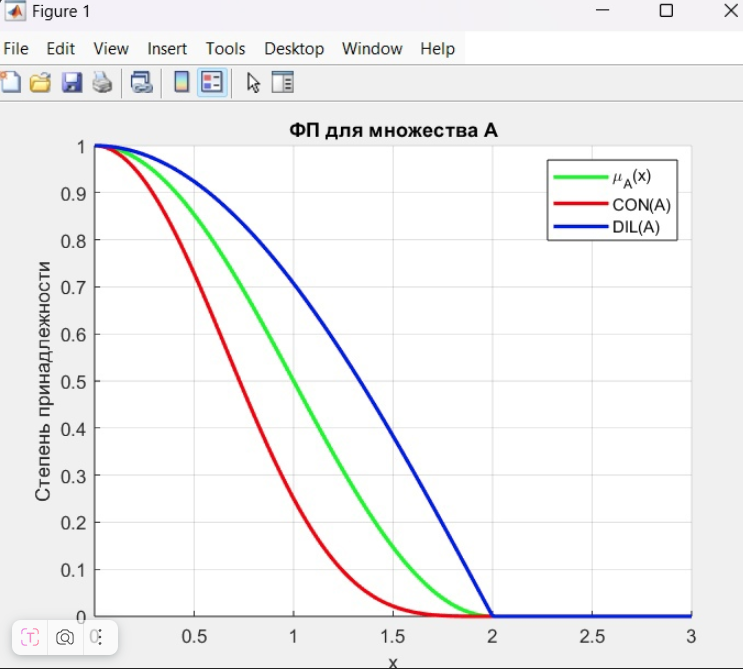 Figure 1
File Edit View Insert Tools Desktop Window Help
ФП для множества А
μ_A(x)
CON(A)
DIL(A)
Степень принадлежности
1
0.9
0.8
0.7
0.6
0.5
0.4
0.3
0.2
0.1
0
0 0.5 1 1.5 2 2.5 3
x